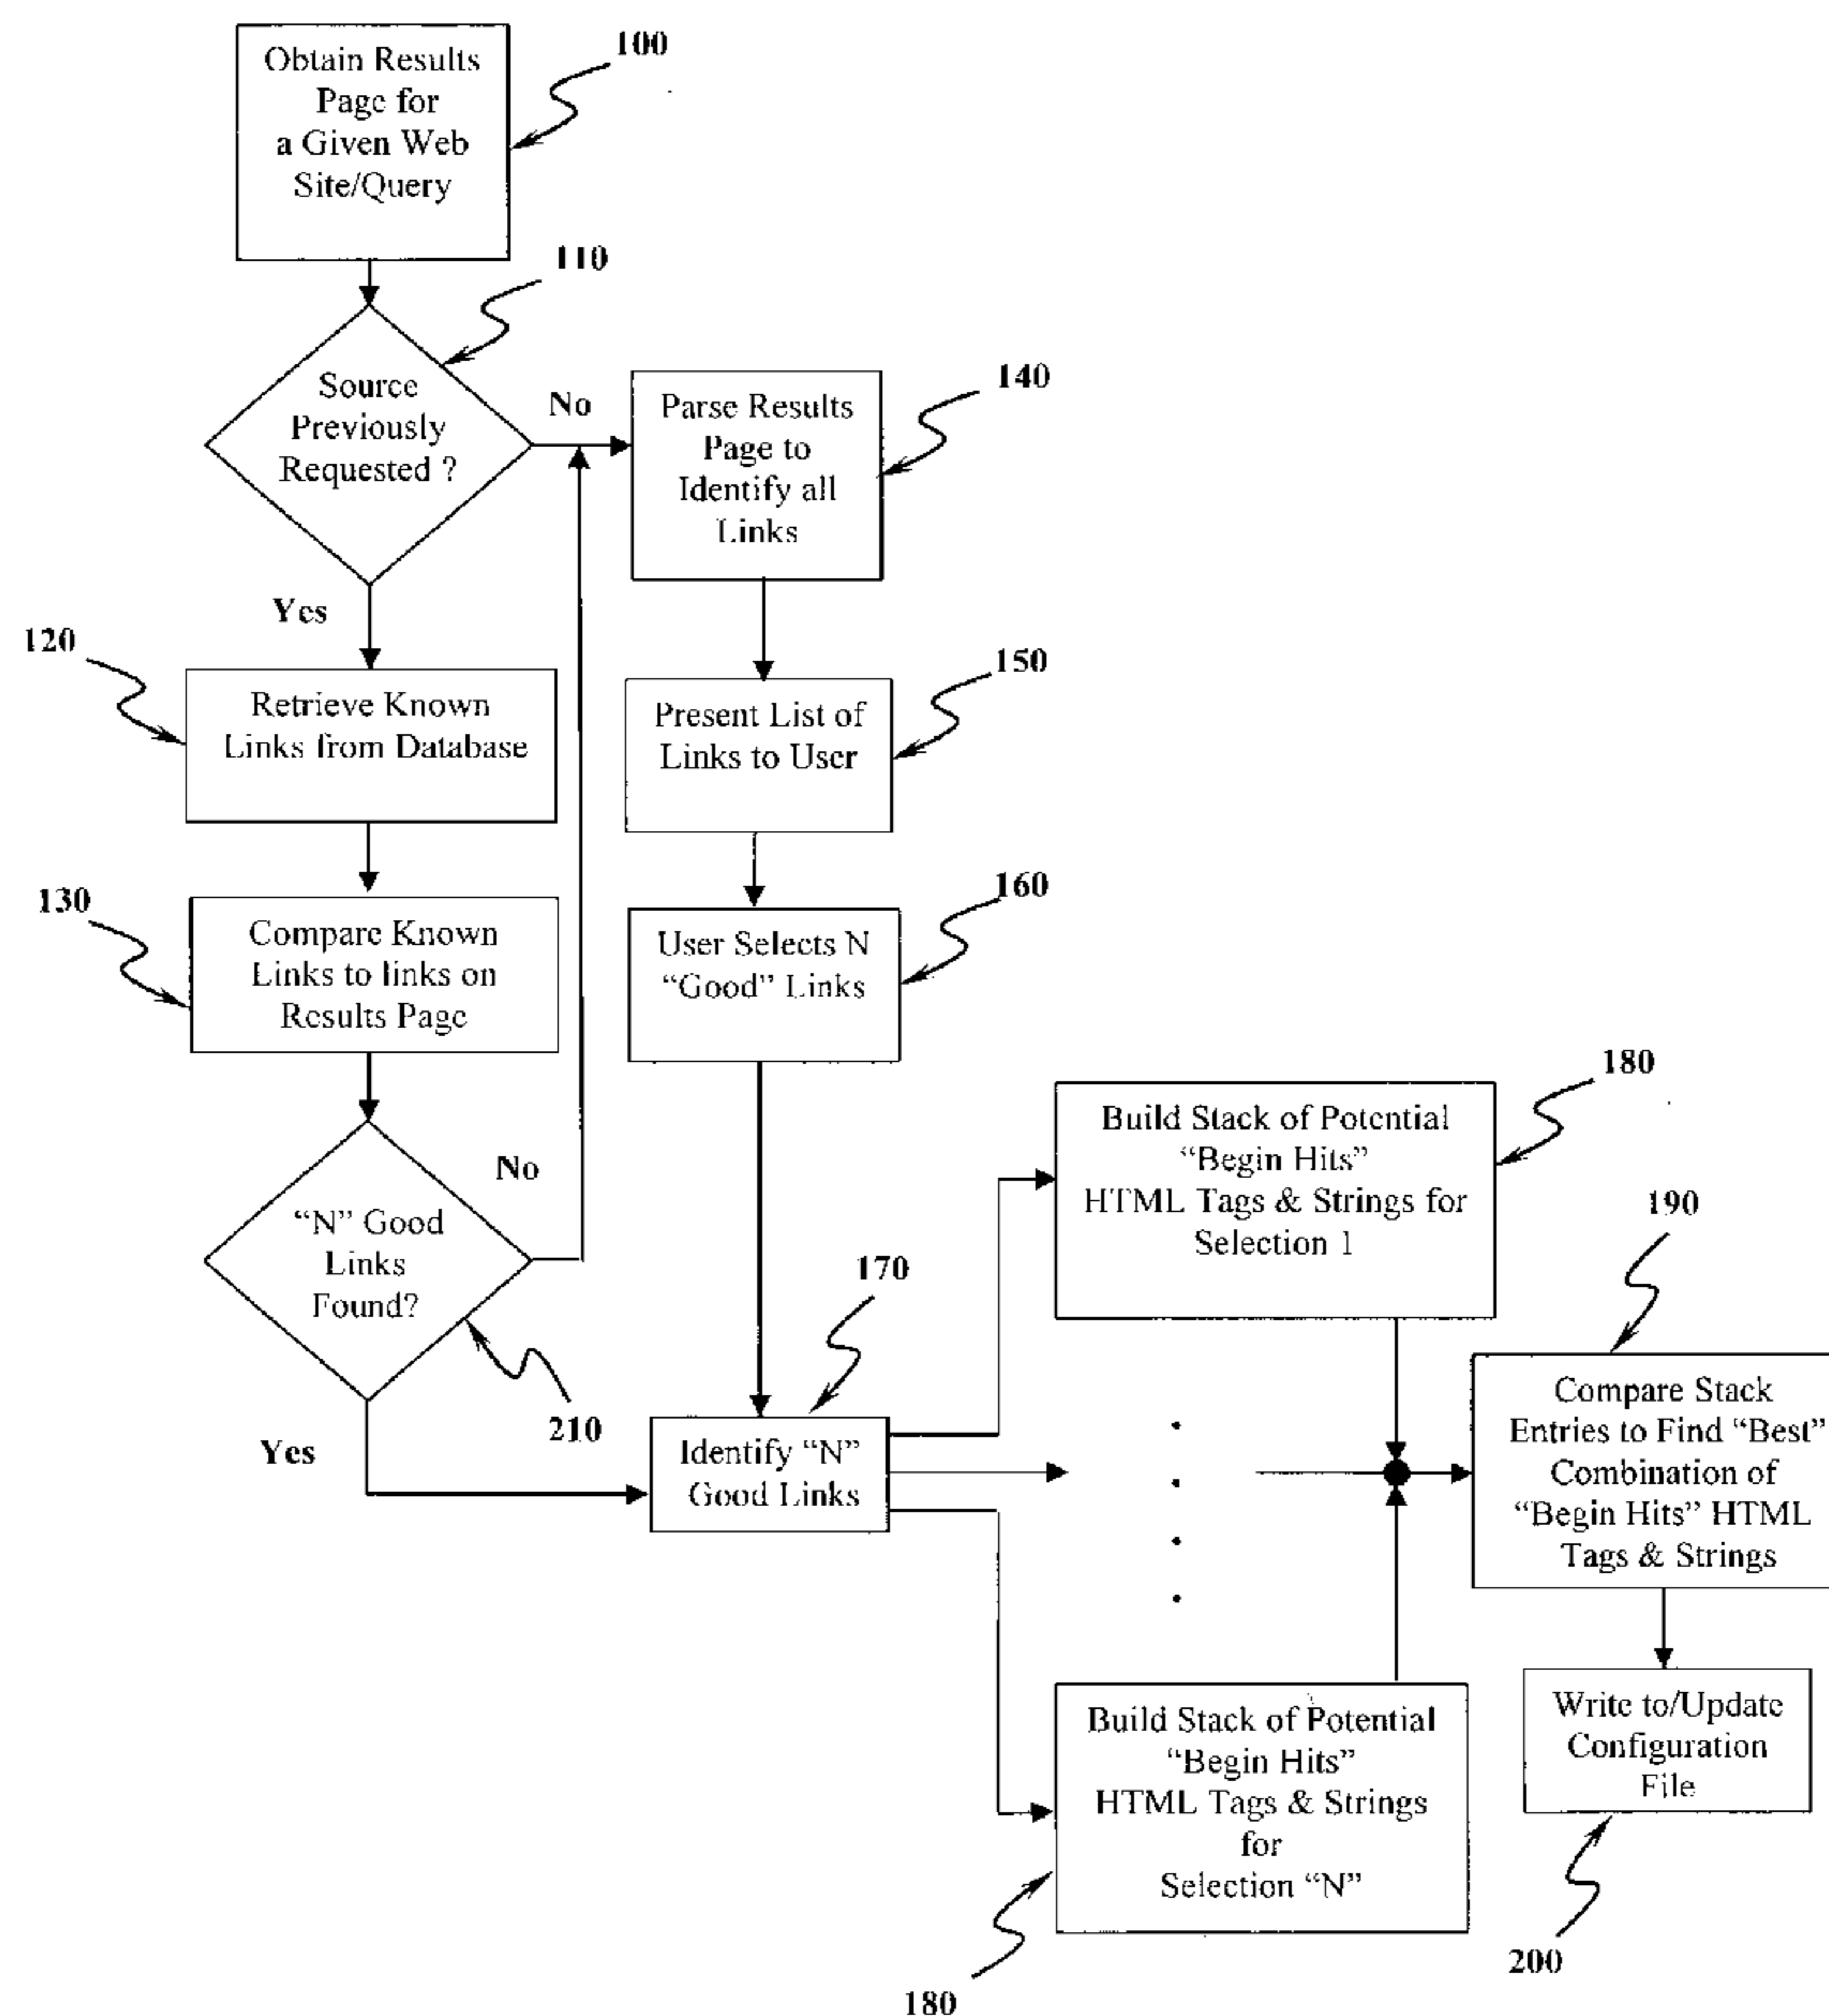 Obtain Results
Page for
a Given Web
Site/Query
100
110
Source
Previously
Requested ?
No
Yes
140
Parse Results
Page to
Identify all
Links
120
Retrieve Known
Links from Database
150
Present List of
Links to User
130
Compare Known
Links to links on
Results Page
160
User Selects N
“Good” Links
“N” Good
Links
Found?
No
Yes
210
170
Identify “N”
Good Links
180
Build Stack of Potential
“Begin Hits”
HTML Tags & Strings for
Selection 1
190
Compare Stack
Entries to Find “Best”
Combination of
“Begin Hits” HTML
Tags & Strings
Build Stack of Potential
“Begin Hits”
HTML Tags & Strings
for
Selection “N”
180
Write to/Update
Configuration
File
200